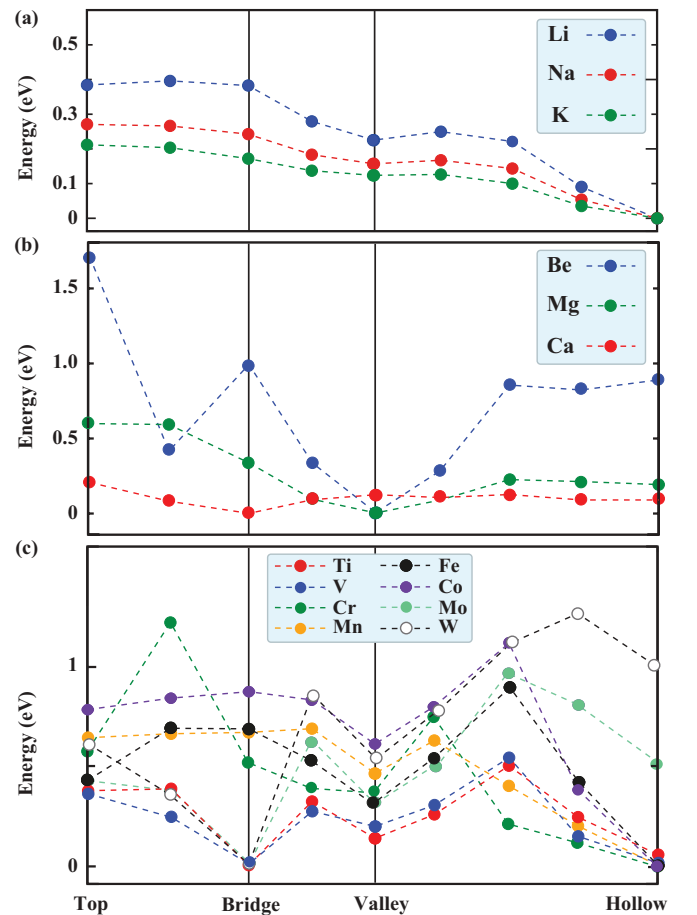 (a)
Energy (eV)
0.5
0.3
0.1
0
Li
Na
K
(b)
Energy (eV)
1.5
1.0
0.5
0
Be
Mg
Ca
(c)
Energy (eV)
1
0
Ti
V
Cr
Mn
Fe
Co
Mo
W
Top Bridge Valley Hollow